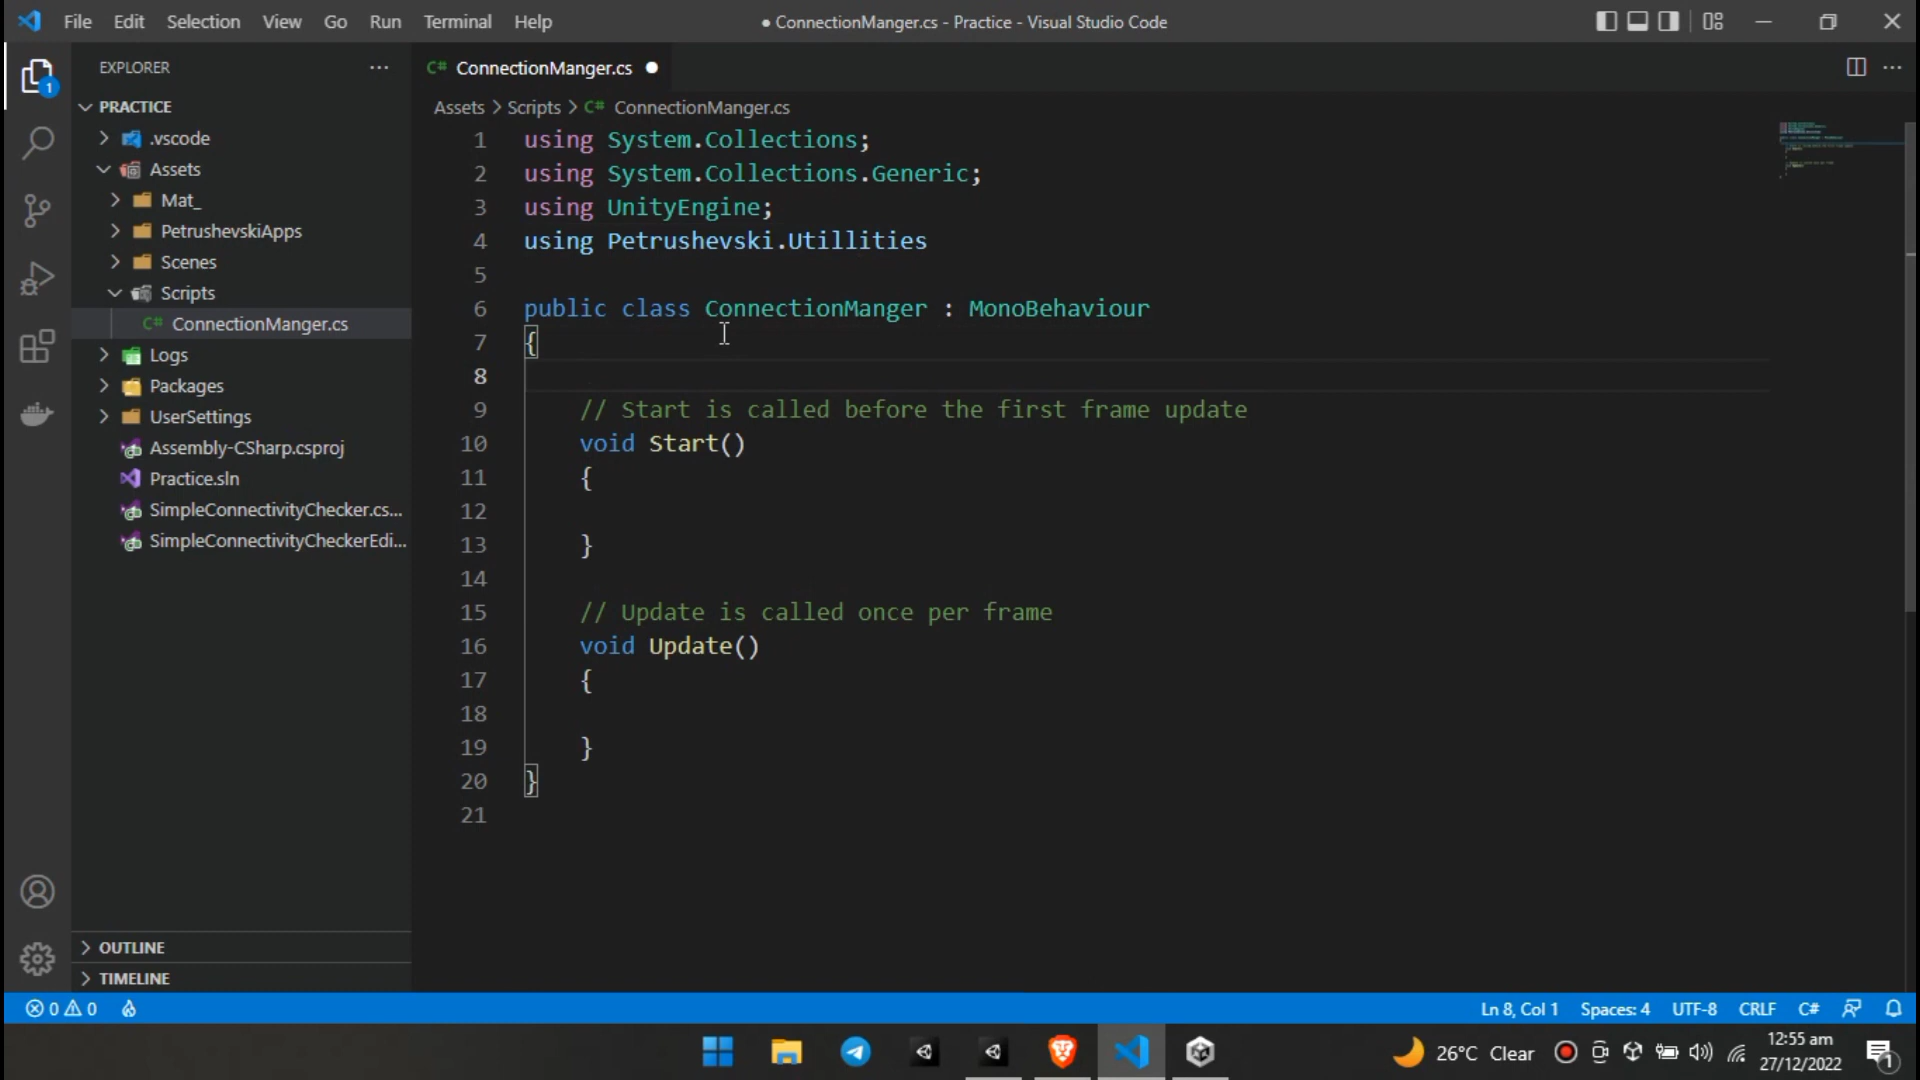 File Edit Selection View Go Run Terminal Help
● ConnectionManger.cs - Practice - Visual Studio Code
EXPLORER
PRACTICE
.vscode
Assets
Mat_
PetrushevskiApps
Scenes
Scripts
C# ConnectionManger.cs
Logs
Packages
UserSettings
Assembly-CSharp.csproj
Practice.sln
SimpleConnectivityChecker.cs...
SimpleConnectivityCheckerEdi...
OUTLINE
TIMELINE
C# ConnectionManger.cs ●
Assets > Scripts > C# ConnectionManger.cs
1 using System.Collections;
2 using System.Collections.Generic;
3 using UnityEngine;
4 using Petrushevski.Utillities
5
6 public class ConnectionManger : MonoBehaviour
7 {
8
9 // Start is called before the first frame update
10 void Start()
11 {
12
13 }
14
15 // Update is called once per frame
16 void Update()
17 {
18
19 }
20 }
21
0 0
Ln 8, Col 1 Spaces: 4 UTF-8 CRLF C#
26°C Clear
12:55 am
27/12/2022
1
1